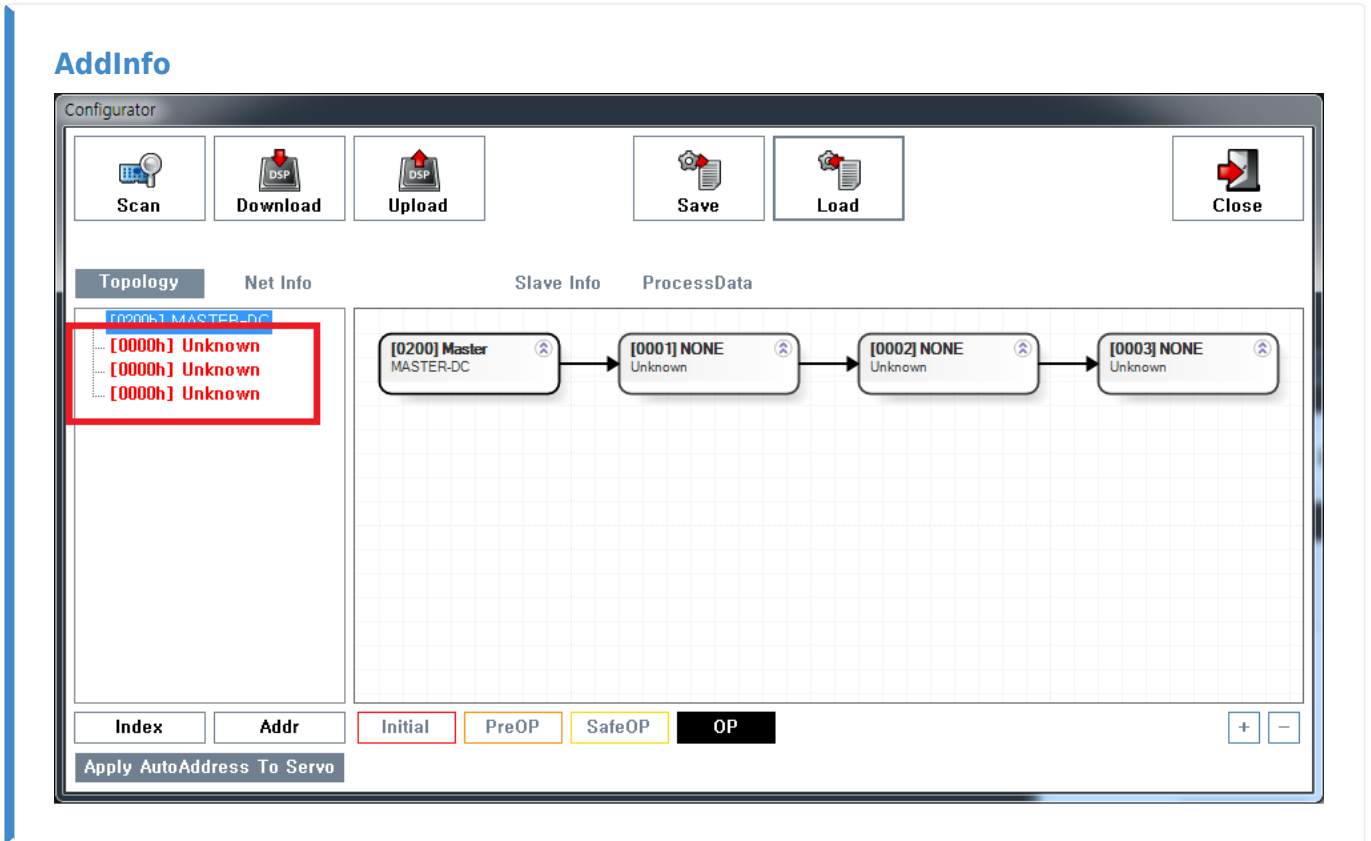 AddInfo
Configurator
Scan Download Upload Save Load Close
DSP DSP
Topology Net Info Slave Info ProcessData
[0200h] MASTER-DC
[0000h] Unknown
[0000h] Unknown
[0000h] Unknown
[0200] Master
MASTER-DC
[0001] NONE
Unknown
[0002] NONE
Unknown
[0003] NONE
Unknown
Index Addr Initial PreOP SafeOP OP + −
Apply AutoAddress To Servo